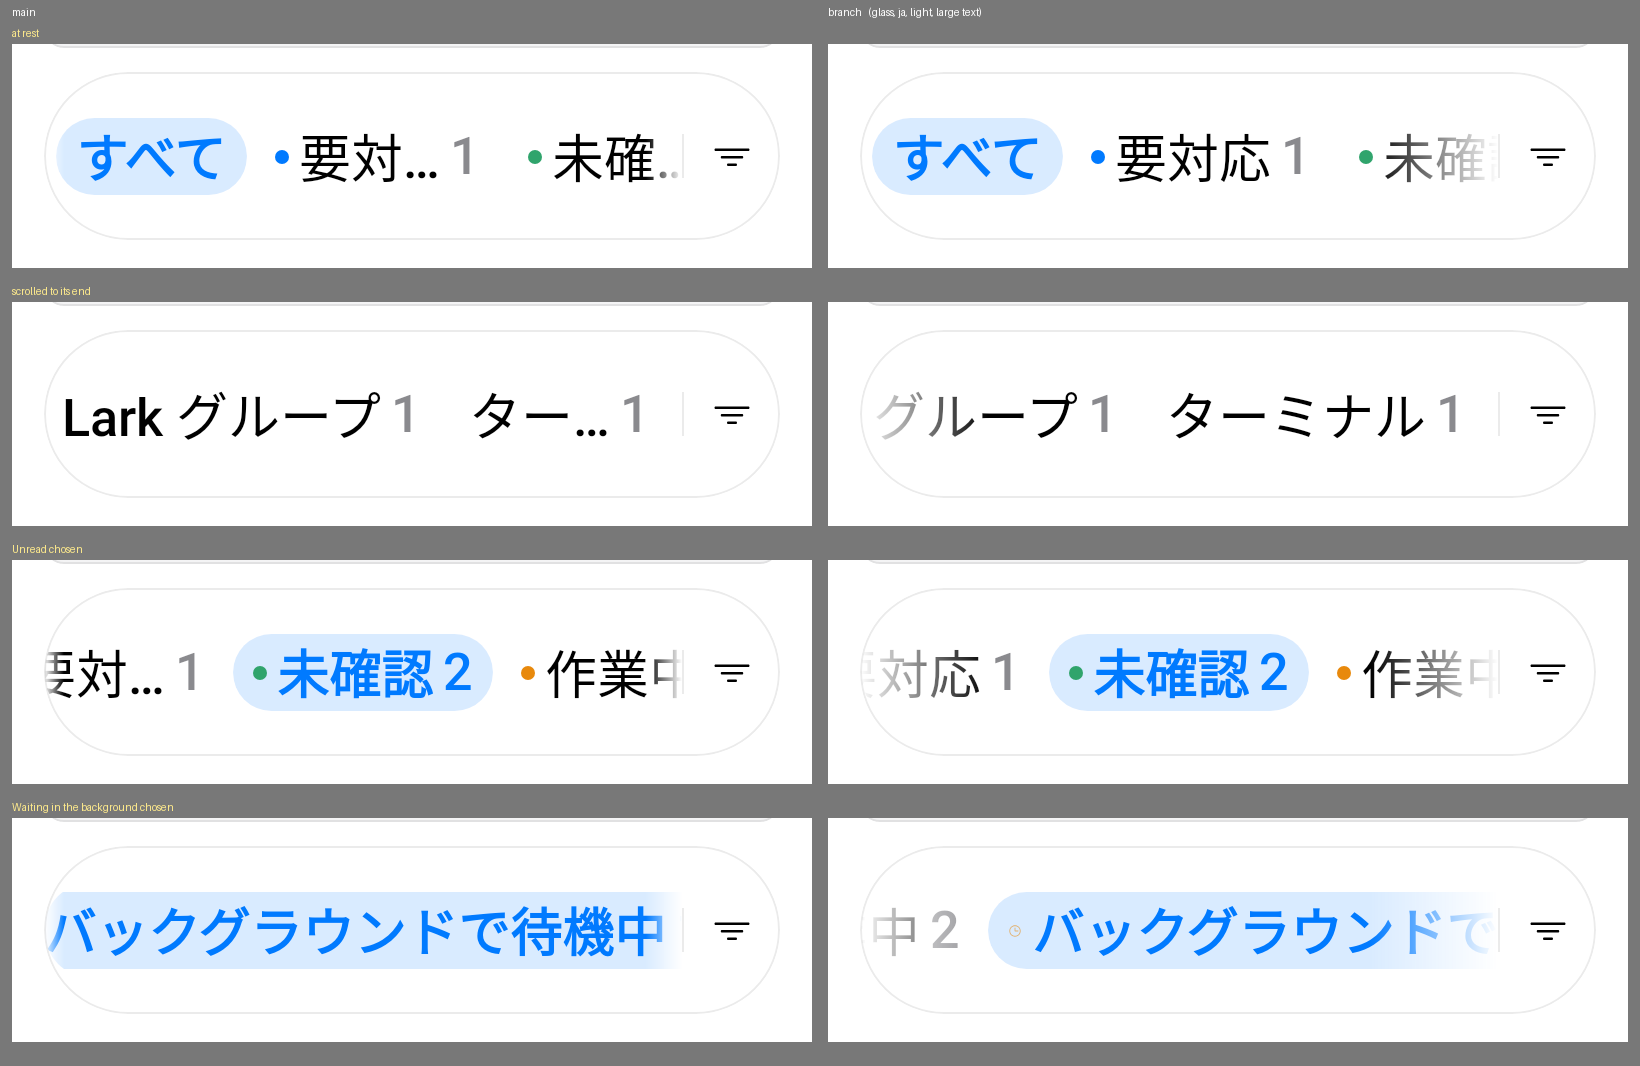 main
branch (glass, ja, light, large text)
at rest
すべて 要対… 1 未確…
すべて 要対応 1 未確
scrolled to its end
Lark グループ 1 ター… 1
グループ 1 ターミナル 1
Unread chosen
要対… 1 未確認 2 作業中
要対応 1 未確認 2 作業中
Waiting in the background chosen
バックグラウンドで待機中
中 2 バックグラウンドで